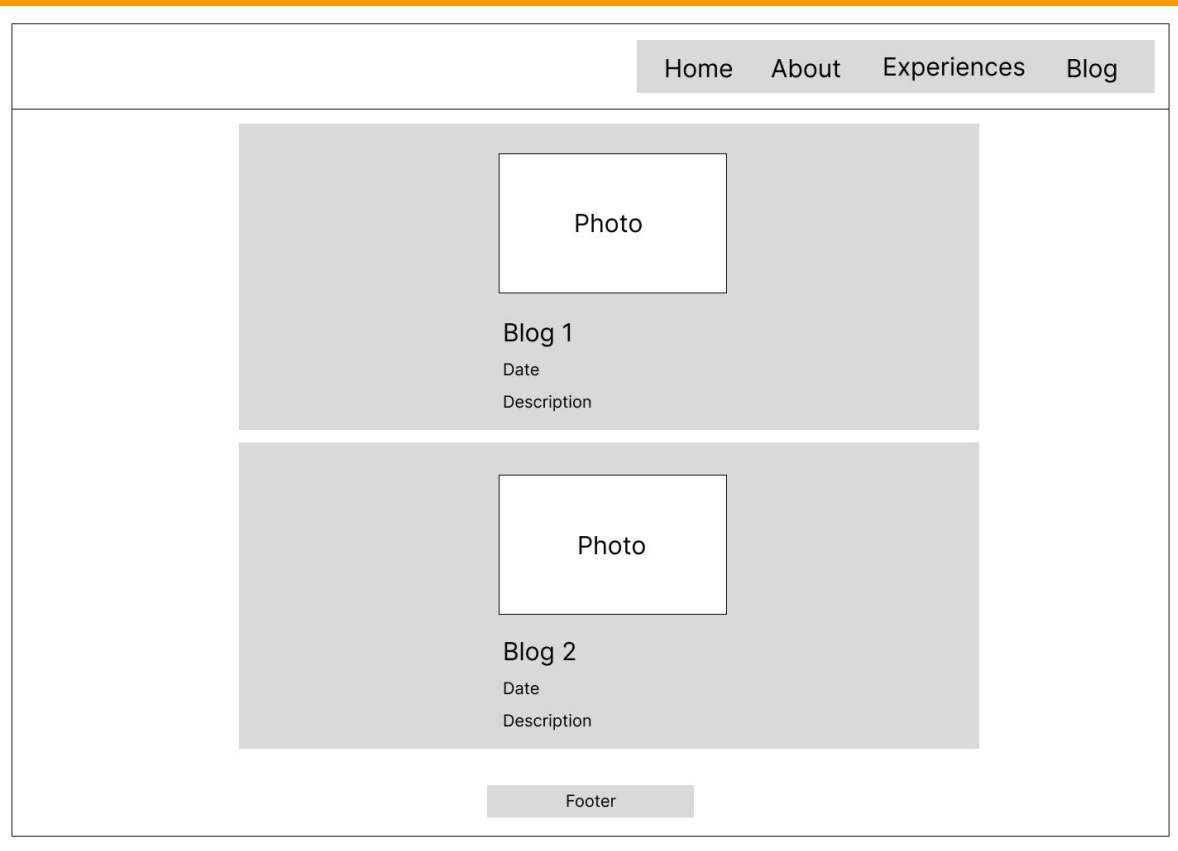 Home About Experiences Blog
Photo
Blog 1
Date
Description
Photo
Blog 2
Date
Description
Footer